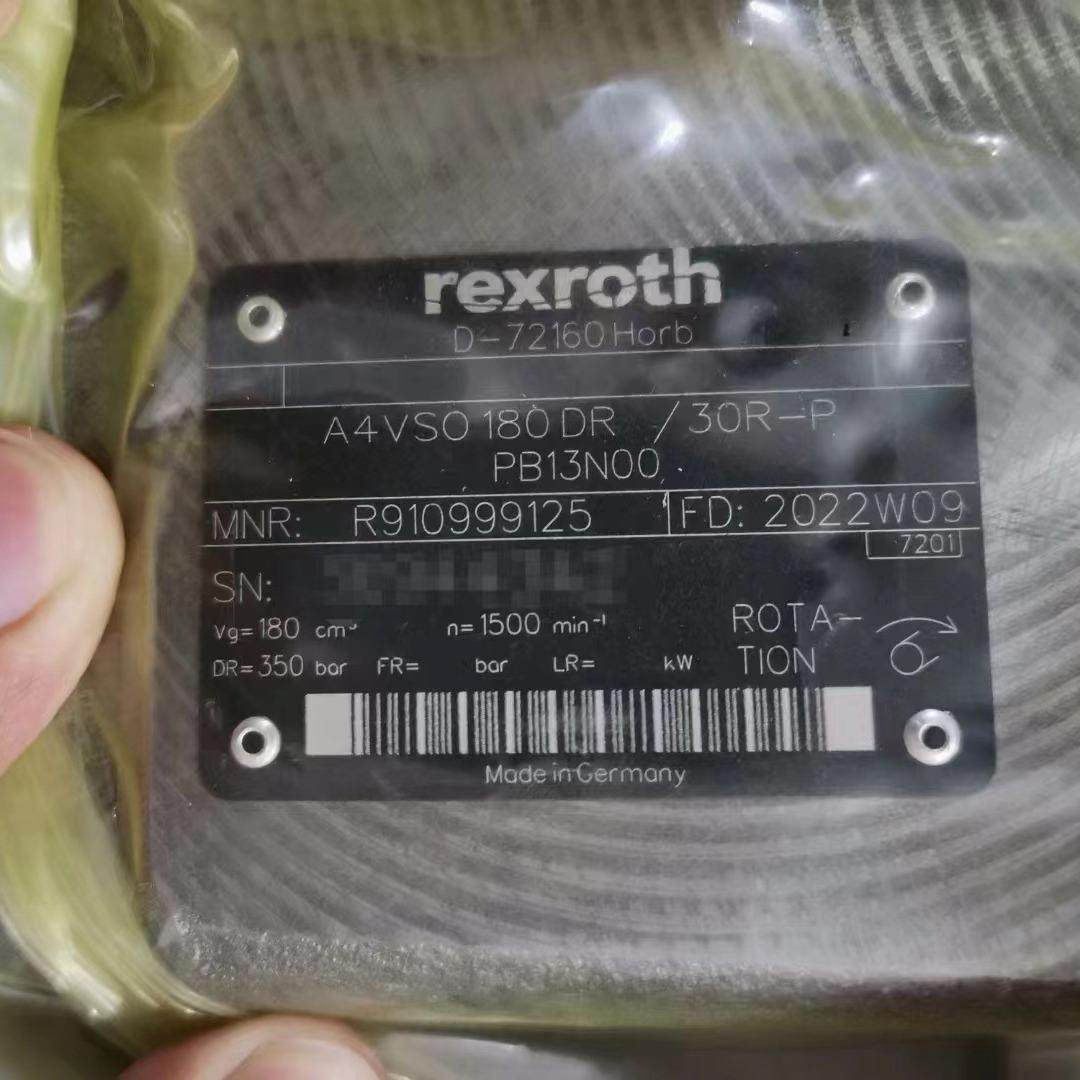 rexroth
D-72160 Horb
A4VSO 180 DR /30R-P
PB13N00
MNR: R910999125 FD: 2022W09
7201
SN:
Vg=180 cm³ n=1500 min⁻¹
DR=350 bar FR= bar LR= kW
ROTA-
TION
Made in Germany